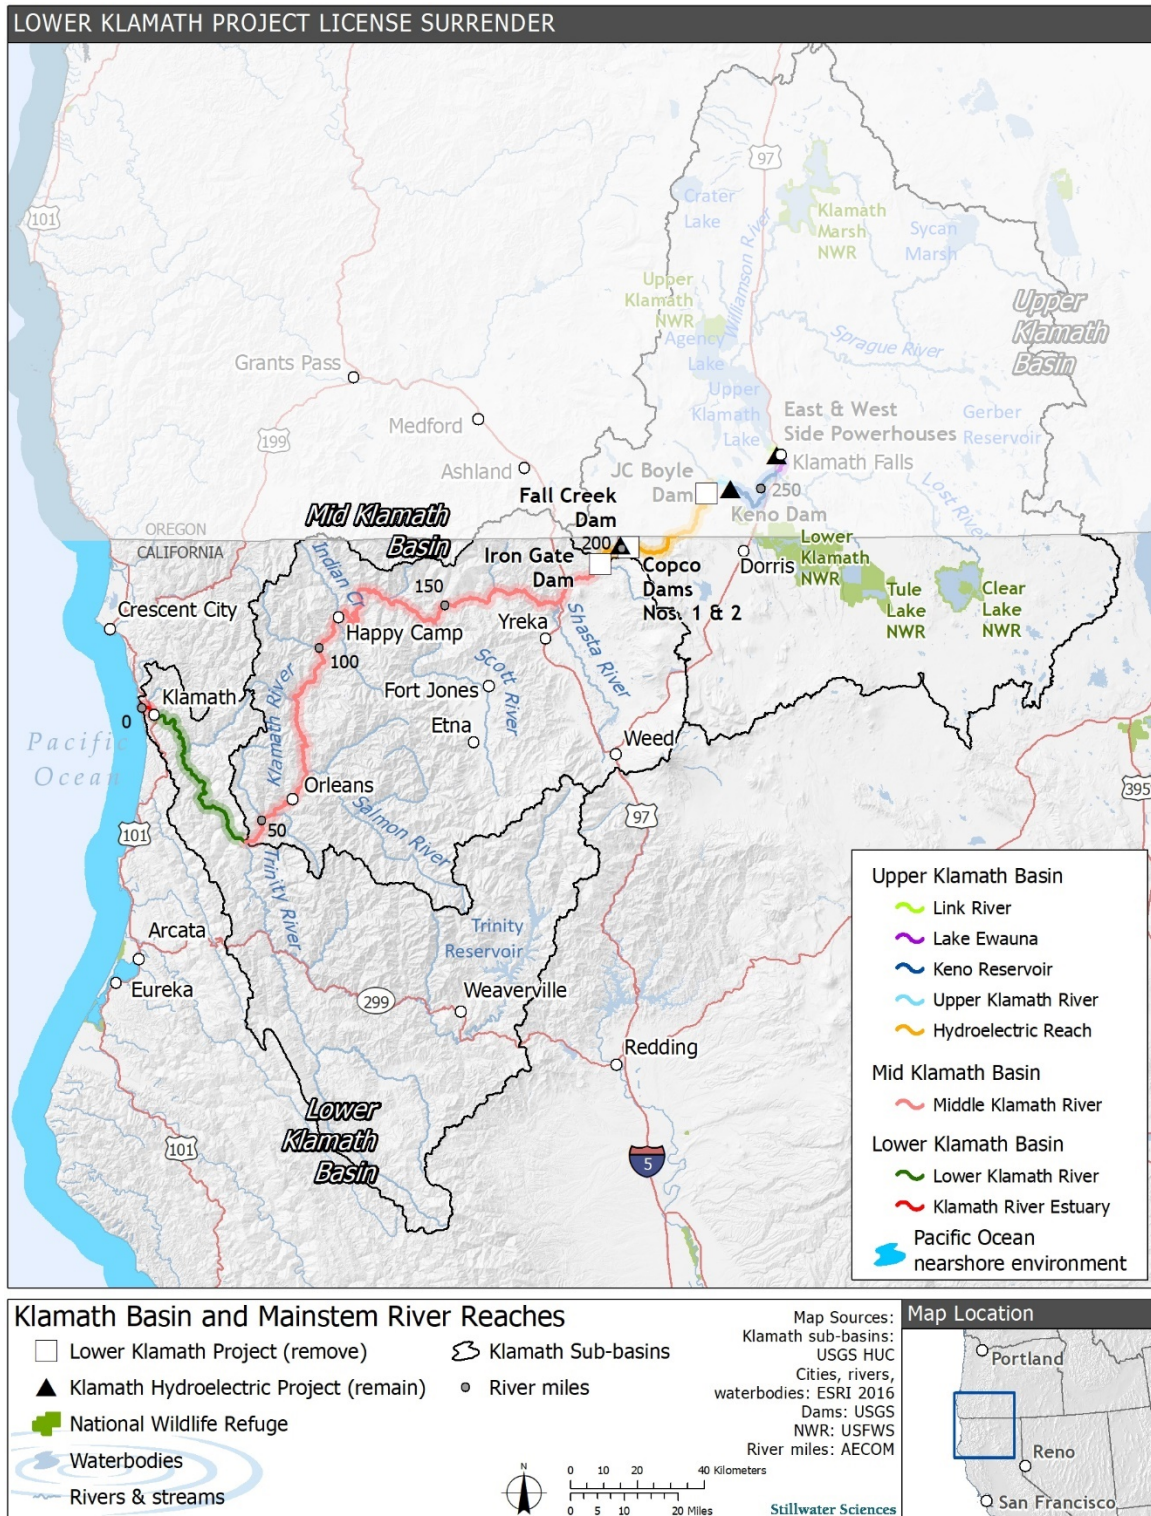 LOWER KLAMATH PROJECT LICENSE SURRENDER
97
101
Crater
Lake
Klamath
Marsh
NWR
Sycan
Marsh
Williamson River
Upper
Klamath
NWR
Upper
Klamath
Basin
Agency
Lake
Sprague River
Grants Pass
Upper
Klamath
Lake
East & West
Side Powerhouses
Gerber
Reservoir
Medford
199
Klamath Falls
Ashland
JC Boyle
Dam
250
Lost River
Keno Dam
Fall Creek
Dam
Mid Klamath
Basin
OREGON
CALIFORNIA
200
Iron Gate
Dam
Copco
Dams
Nos. 1 & 2
Dorris
Lower
Klamath
NWR
Tule
Lake
NWR
Clear
Lake
NWR
Indian Cr
150
Crescent City
Happy Camp
Yreka
Shasta River
100
Scott River
Klamath
Fort Jones
0
Klamath River
Etna
Pacific
Ocean
Weed
Orleans
395
50
Salmon River
97
101
Trinity River
Arcata
Trinity
Reservoir
Eureka
299
Weaverville
Redding
Lower
Klamath
Basin
101
5
Upper Klamath Basin
Link River
Lake Ewauna
Keno Reservoir
Upper Klamath River
Hydroelectric Reach
Mid Klamath Basin
Middle Klamath River
Lower Klamath Basin
Lower Klamath River
Klamath River Estuary
Pacific Ocean
nearshore environment
Klamath Basin and Mainstem River Reaches
Lower Klamath Project (remove)
Klamath Hydroelectric Project (remain)
National Wildlife Refuge
Waterbodies
Rivers & streams
Klamath Sub-basins
River miles
N
0 10 20 40 Kilometers
0 5 10 20 Miles
Map Sources:
Klamath sub-basins:
USGS HUC
Cities, rivers,
waterbodies: ESRI 2016
Dams: USGS
NWR: USFWS
River miles: AECOM
Stillwater Sciences
Map Location
Portland
Reno
San Francisco